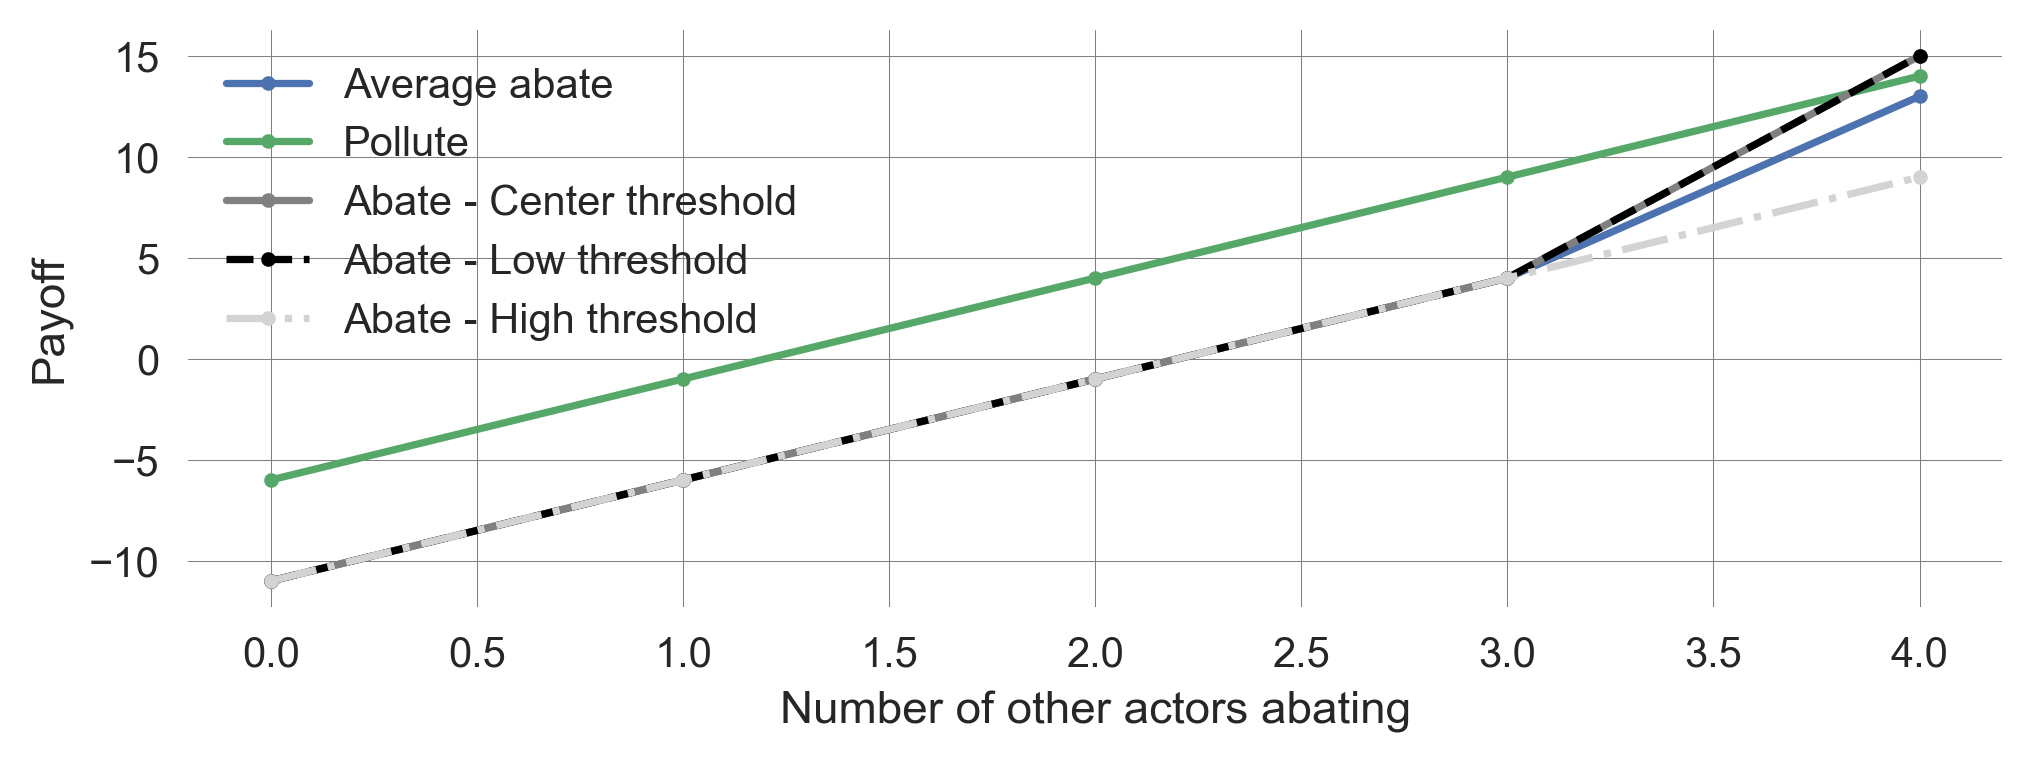 15
10
5
0
−5
−10
Payoff
Average abate
Pollute
Abate - Center threshold
Abate - Low threshold
Abate - High threshold
0.0 0.5 1.0 1.5 2.0 2.5 3.0 3.5 4.0
Number of other actors abating